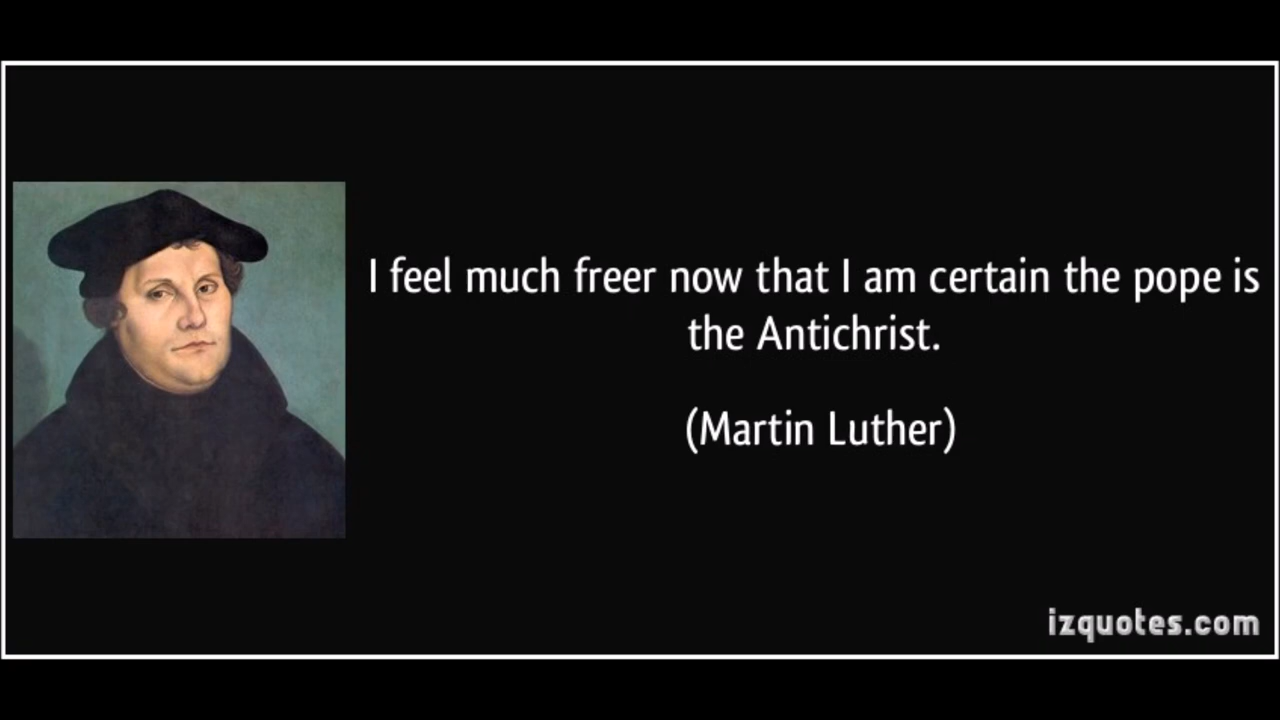 I feel much freer now that I am certain the pope is
the Antichrist.
(Martin Luther)
izquotes.com